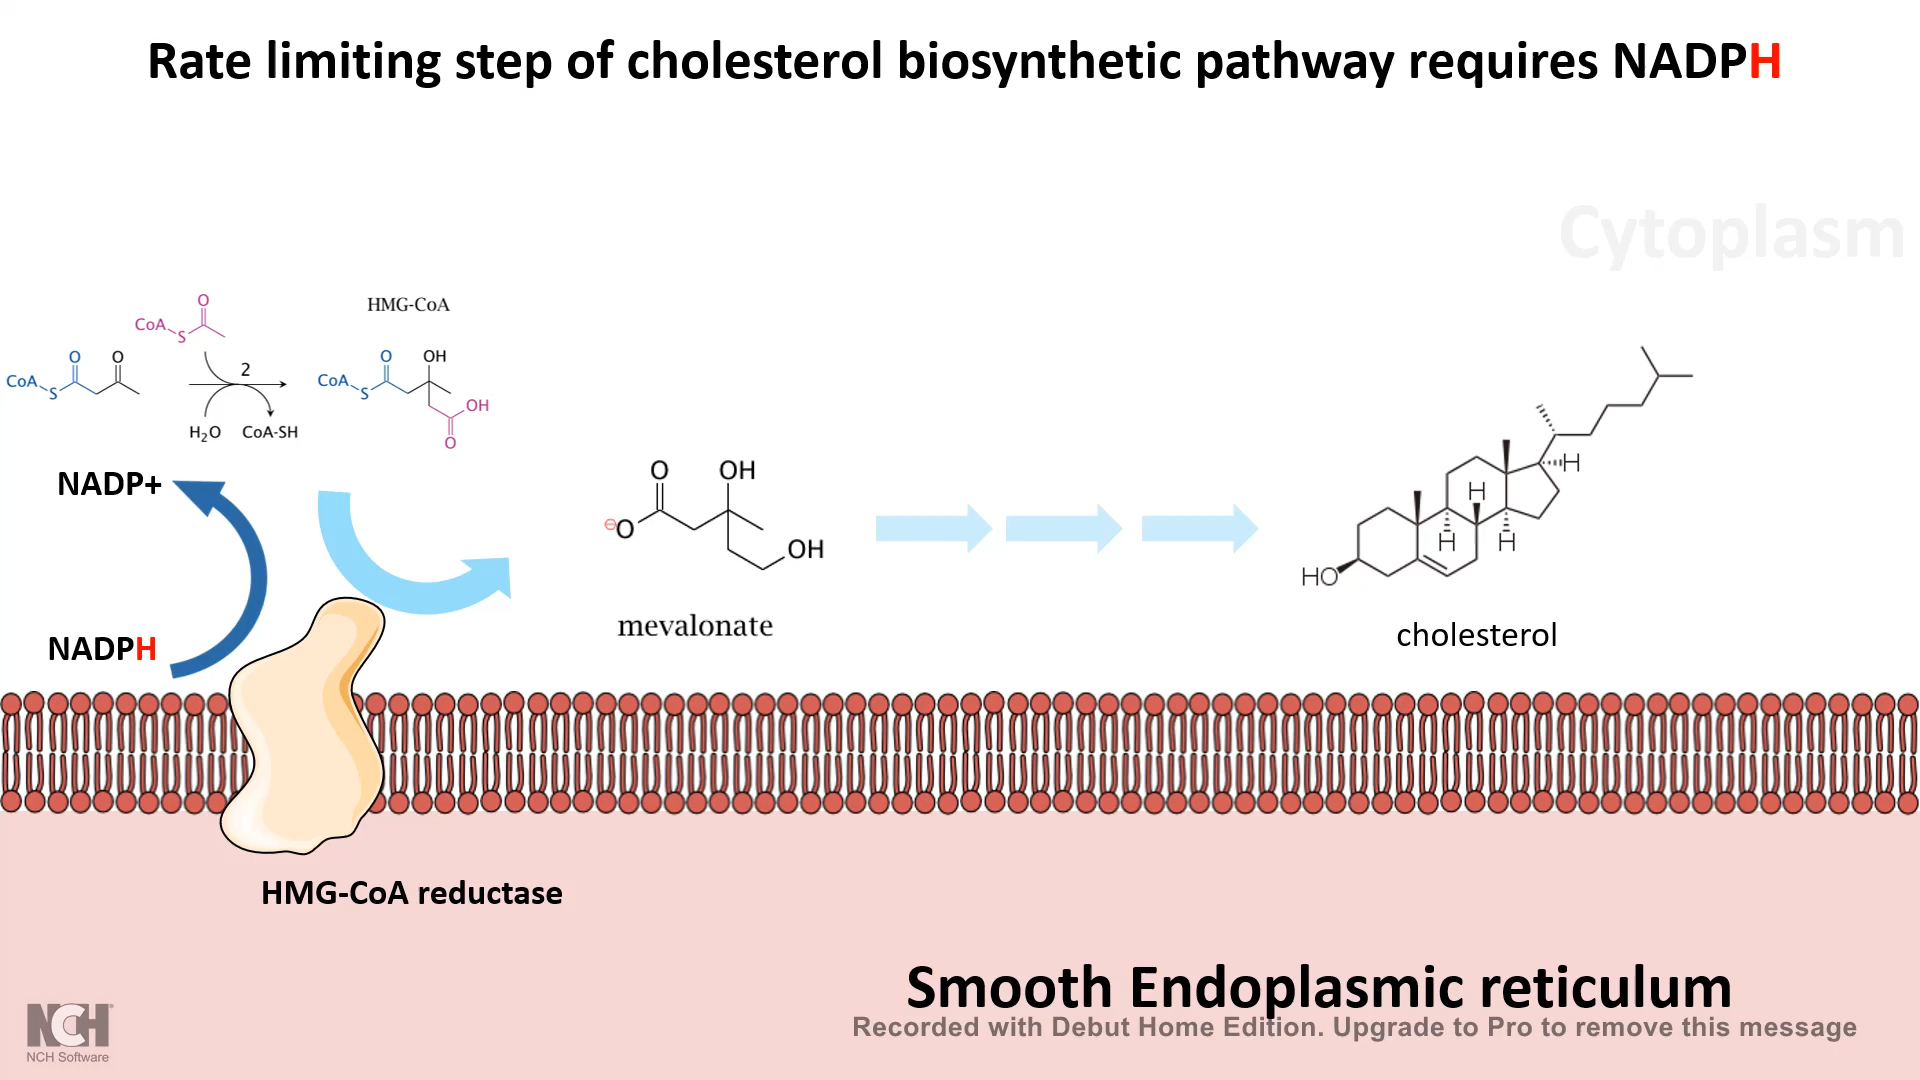 Rate limiting step of cholesterol biosynthetic pathway requires NADPH
Cytoplasm
O
CoA
S
HMG-CoA
O
O
CoA
S
2
H2O
CoA-SH
O
OH
CoA
S
OH
O
NADP+
NADPH
O
OH
⊖O
OH
mevalonate
H
H
H
H
HO
cholesterol
HMG-CoA reductase
Smooth Endoplasmic reticulum
Recorded with Debut Home Edition. Upgrade to Pro to remove this message
NCH®
NCH Software